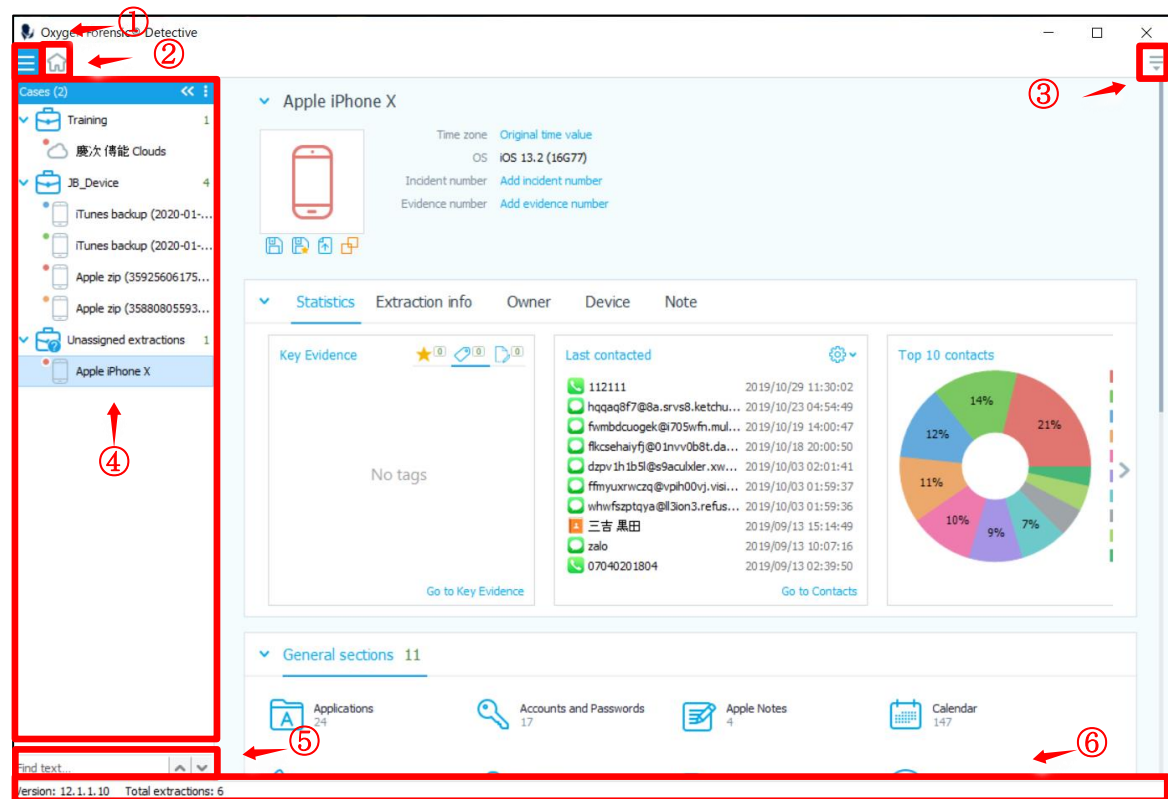 Oxygen Forensic® Detective
①
②
③
Cases (2)
Training 1
慶次 傳能 Clouds
JB_Device 4
iTunes backup (2020-01-...
iTunes backup (2020-01-...
Apple zip (35925606175...
Apple zip (35880805593...
Unassigned extractions 1
Apple iPhone X
④
Find text...
⑤
Apple iPhone X
Time zone Original time value
OS iOS 13.2 (16G77)
Incident number Add incident number
Evidence number Add evidence number
Statistics Extraction info Owner Device Note
Key Evidence 0 0 0
No tags
Go to Key Evidence
Last contacted
112111 2019/10/29 11:30:02
hqqaq8f7@8a.srvs8.ketchu... 2019/10/23 04:54:49
fwmbdcuogek@i705wfn.mul... 2019/10/19 14:00:47
flkcsehaiyfj@01nvv0b8t.da... 2019/10/18 20:00:50
dzpv1h1b5l@s9aculxler.xw... 2019/10/03 02:01:41
ffmyuxrwczq@vpih00vj.visi... 2019/10/03 01:59:37
whwfszptqya@ll3ion3.refus... 2019/10/03 01:59:36
三吉 黒田 2019/09/13 15:14:49
zalo 2019/09/13 10:07:16
07040201804 2019/09/13 02:39:50
Go to Contacts
Top 10 contacts
14%
21%
12%
11%
10%
9%
7%
General sections 11
Applications
24
Accounts and Passwords
17
Apple Notes
4
Calendar
147
⑥
Version: 12.1.1.10 Total extractions: 6